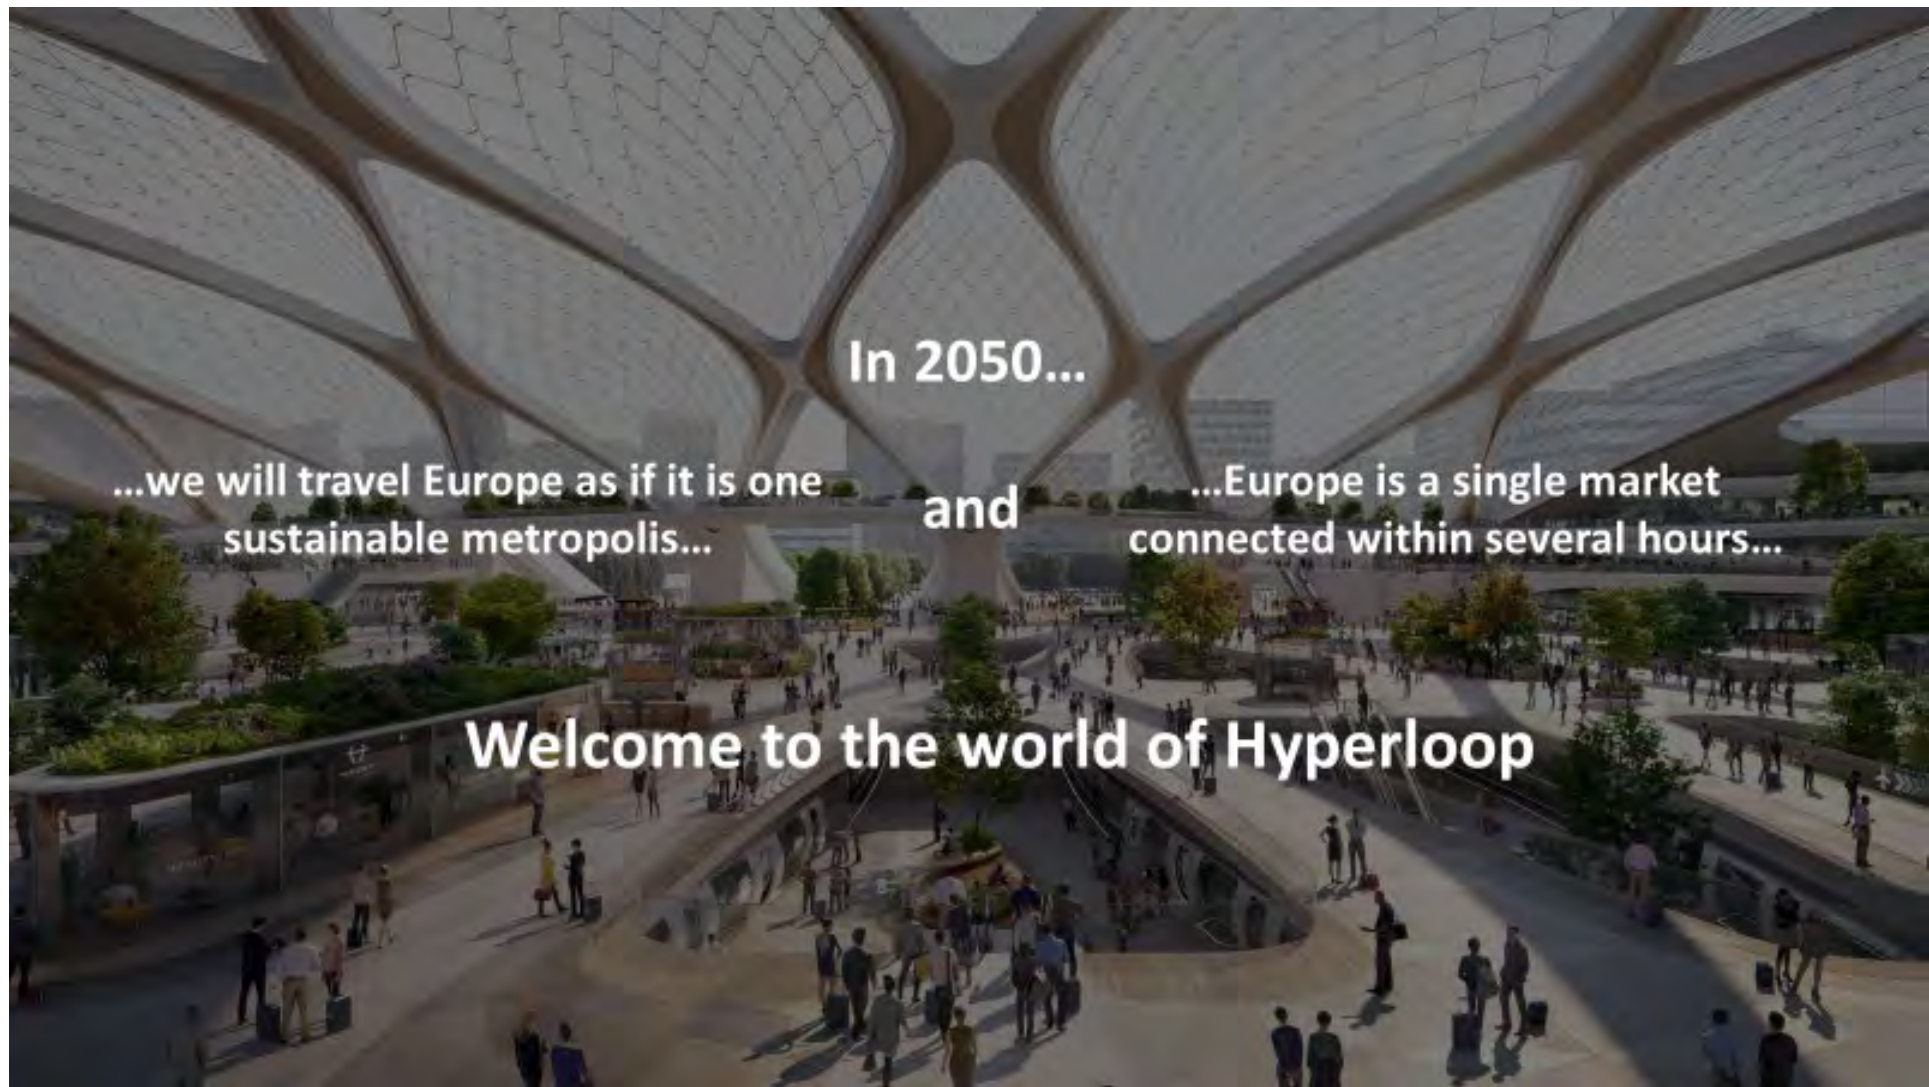 In 2050...
...we will travel Europe as if it is one
sustainable metropolis...
and
...Europe is a single market
connected within several hours...
Welcome to the world of Hyperloop